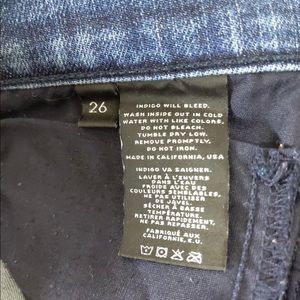 26
INDIGO WILL BLEED.
WASH INSIDE OUT IN COLD
WATER WITH LIKE COLORS,
DO NOT BLEACH.
TUMBLE DRY LOW.
REMOVE PROMPTLY,
DO NOT IRON.
MADE IN CALIFORNIA, USA
INDIGO VA SAIGNER.
LAVER À L'ENVERS
DANS L'EAU
FROIDE AVEC DES
COULEURS SEMBLABLES,
NE PAS UTILISER
DE JAVEL.
SÉCHER À BASSE
TEMPÉRATURE.
RETIRER RAPIDEMENT,
NE PAS REPASSER.
FABRIQUÉ AUX
CALIFORNIE, E.U.